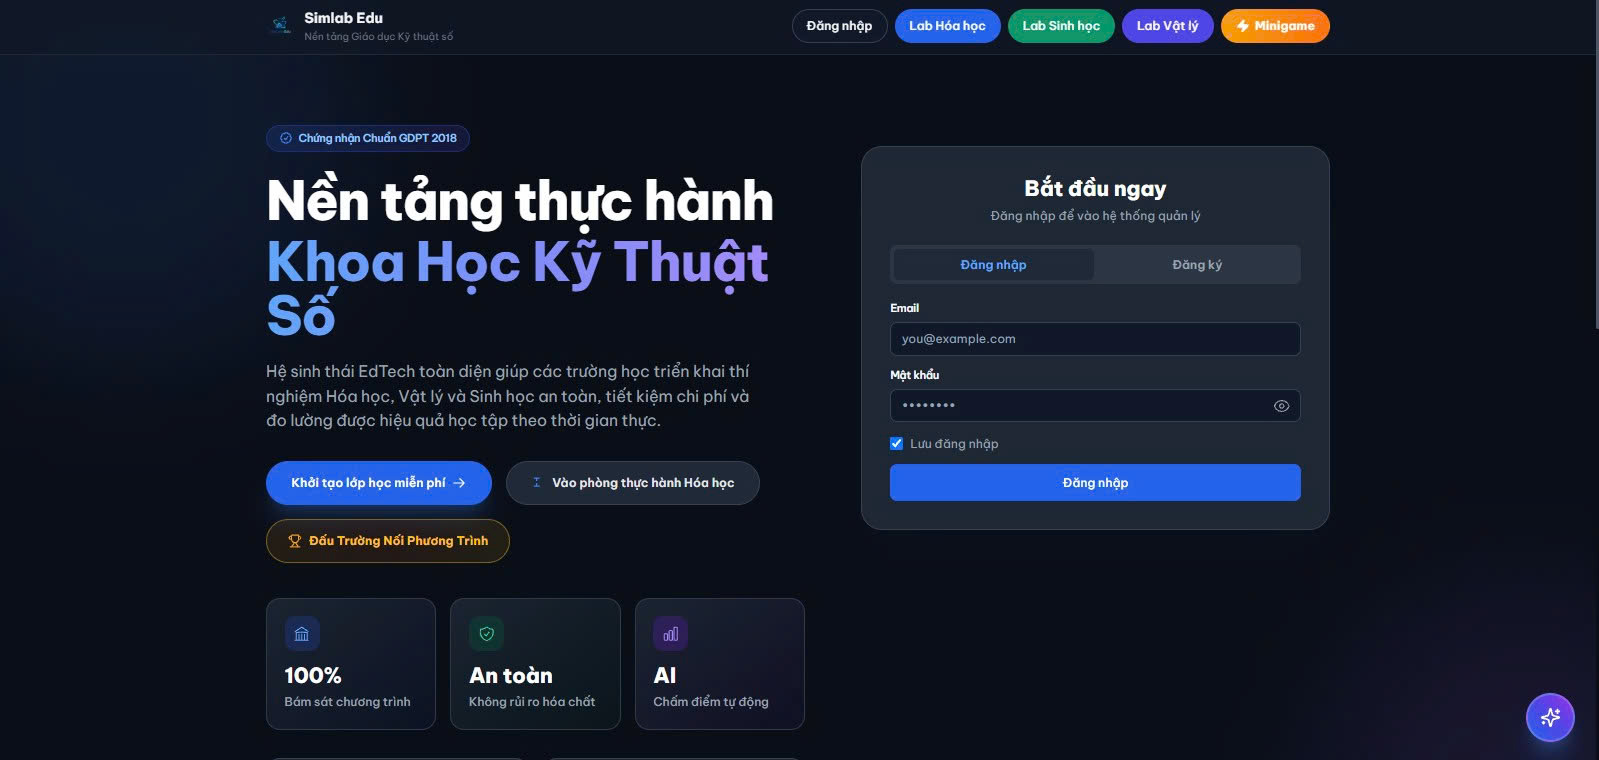 Simlab Edu
Nền tảng Giáo dục Kỹ thuật số
Đăng nhập
Lab Hóa học
Lab Sinh học
Lab Vật lý
Minigame
Chứng nhận Chuẩn GDPT 2018
Nền tảng thực hành
Khoa Học Kỹ Thuật
Số
Hệ sinh thái EdTech toàn diện giúp các trường học triển khai thí
nghiệm Hóa học, Vật lý và Sinh học an toàn, tiết kiệm chi phí và
đo lường được hiệu quả học tập theo thời gian thực.
Khởi tạo lớp học miễn phí →
Vào phòng thực hành Hóa học
Đấu Trường Nối Phương Trình
100%
Bám sát chương trình
An toàn
Không rủi ro hóa chất
AI
Chấm điểm tự động
Bắt đầu ngay
Đăng nhập để vào hệ thống quản lý
Đăng nhập
Đăng ký
Email
you@example.com
Mật khẩu
••••••••
Lưu đăng nhập
Đăng nhập